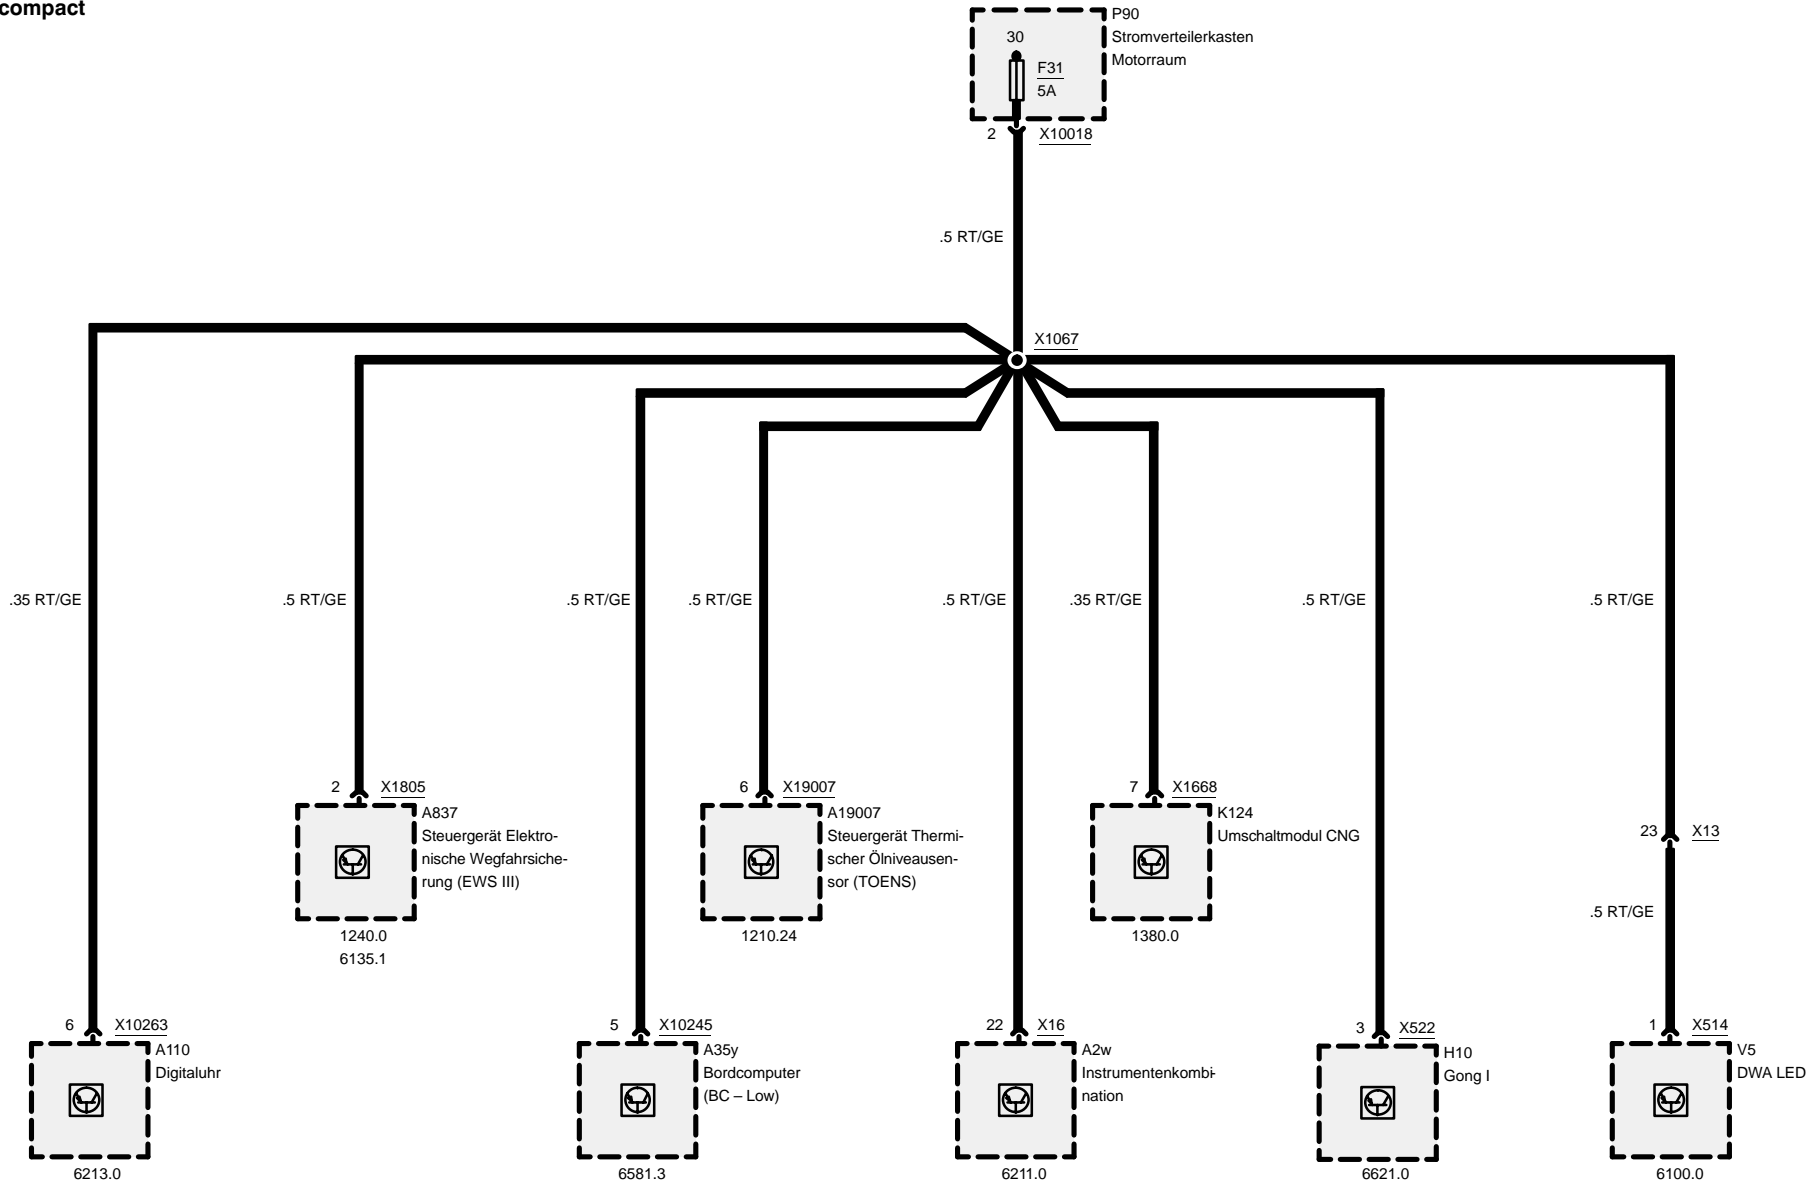 compact
P90
Stromverteilerkasten
Motorraum
30
F31
5A
2 X10018
.5 RT/GE
X1067
.35 RT/GE .5 RT/GE .5 RT/GE .5 RT/GE .5 RT/GE .35 RT/GE .5 RT/GE .5 RT/GE
2 X1805
A837
Steuergerät Elektro-
nische Wegfahrsiche-
rung (EWS III)
1240.0
6135.1
6 X19007
A19007
Steuergerät Thermi-
scher Ölniveausen-
sor (TOENS)
1210.24
7 X1668
K124
Umschaltmodul CNG
1380.0
23 X13
.5 RT/GE
6 X10263
A110
Digitaluhr
6213.0
5 X10245
A35y
Bordcomputer
(BC – Low)
6581.3
22 X16
A2w
Instrumentenkombi-
nation
6211.0
3 X522
H10
Gong I
6621.0
1 X514
V5
DWA LED
6100.0